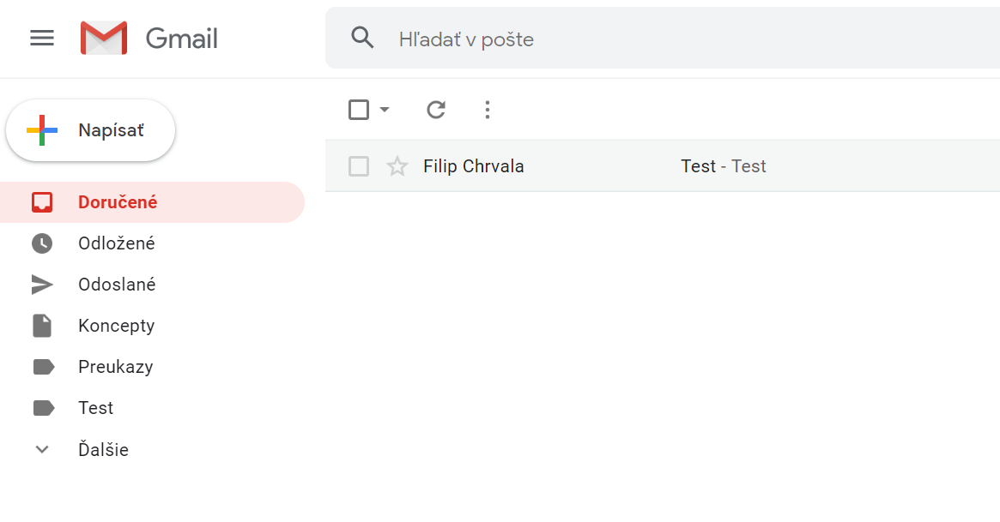 Gmail
Hľadať v pošte
Napísať
Filip Chrvala Test - Test
Doručené
Odložené
Odoslané
Koncepty
Preukazy
Test
Ďalšie